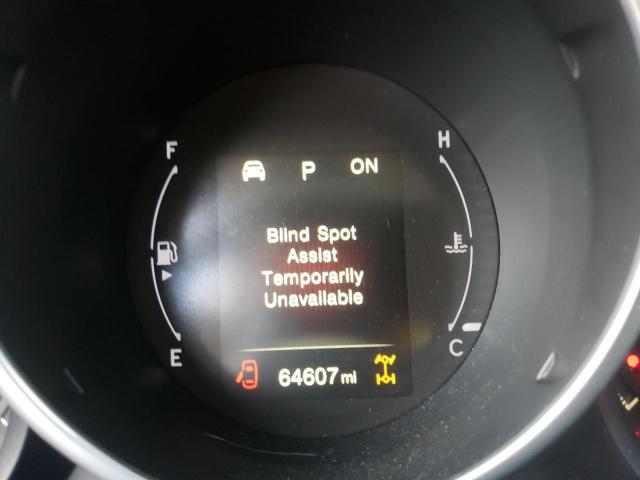 F
H
P ON
Blind Spot
Assist
Temporarily
Unavailable
E
C
64607 mi